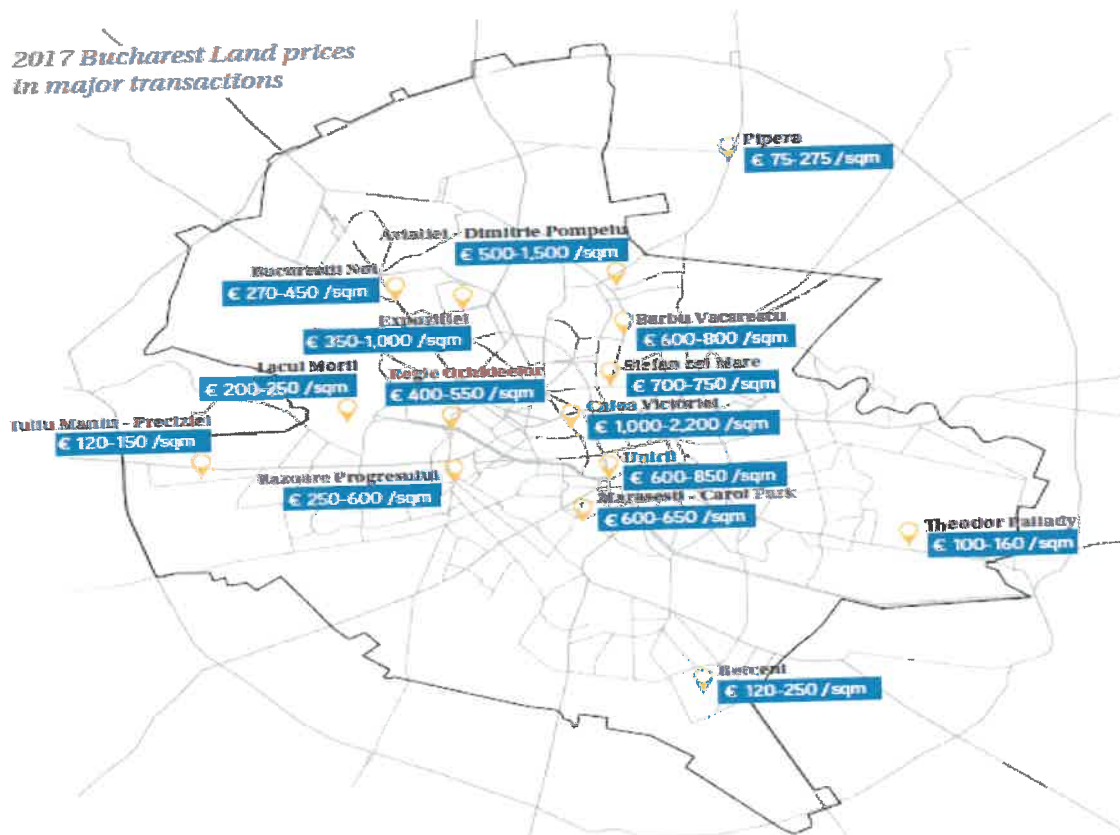 2017 Bucharest Land prices
in major transactions
Pipera
€ 75-275 /sqm
Aviatiei - Dimitrie Pompeiu
€ 500-1,500 /sqm
Bucurestii Noi
€ 270-450 /sqm
Expozitiei
€ 350-1,000 /sqm
Barbu Vacarescu
€ 600-800 /sqm
Stefan cel Mare
€ 700-750 /sqm
Lacul Morii
€ 200-250 /sqm
Regie
€ 400-550 /sqm
Calea Victoriei
€ 1,000-2,200 /sqm
Iuliu Maniu - Preciziei
€ 120-150 /sqm
Razoare Progresului
€ 250-600 /sqm
Unirii
€ 600-850 /sqm
Marasesti - Carol Park
€ 600-650 /sqm
Theodor Pallady
€ 100-160 /sqm
Berceni
€ 120-250 /sqm